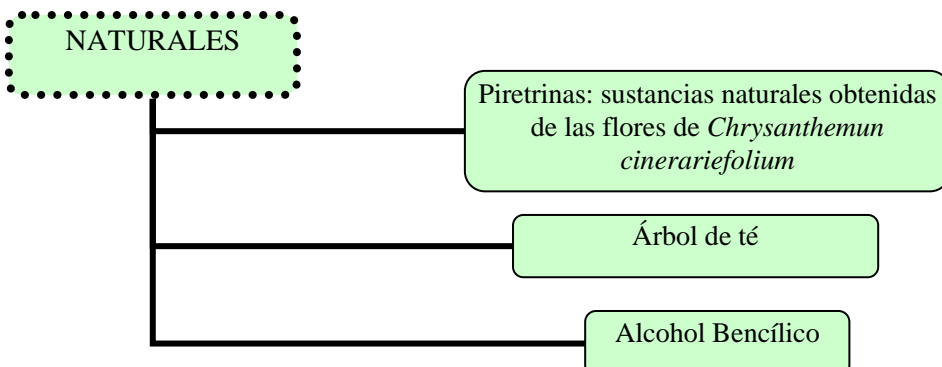 NATURALES
Piretrinas: sustancias naturales obtenidas
de las flores de Chrysanthemun
cinerariefolium
Árbol de té
Alcohol Bencílico